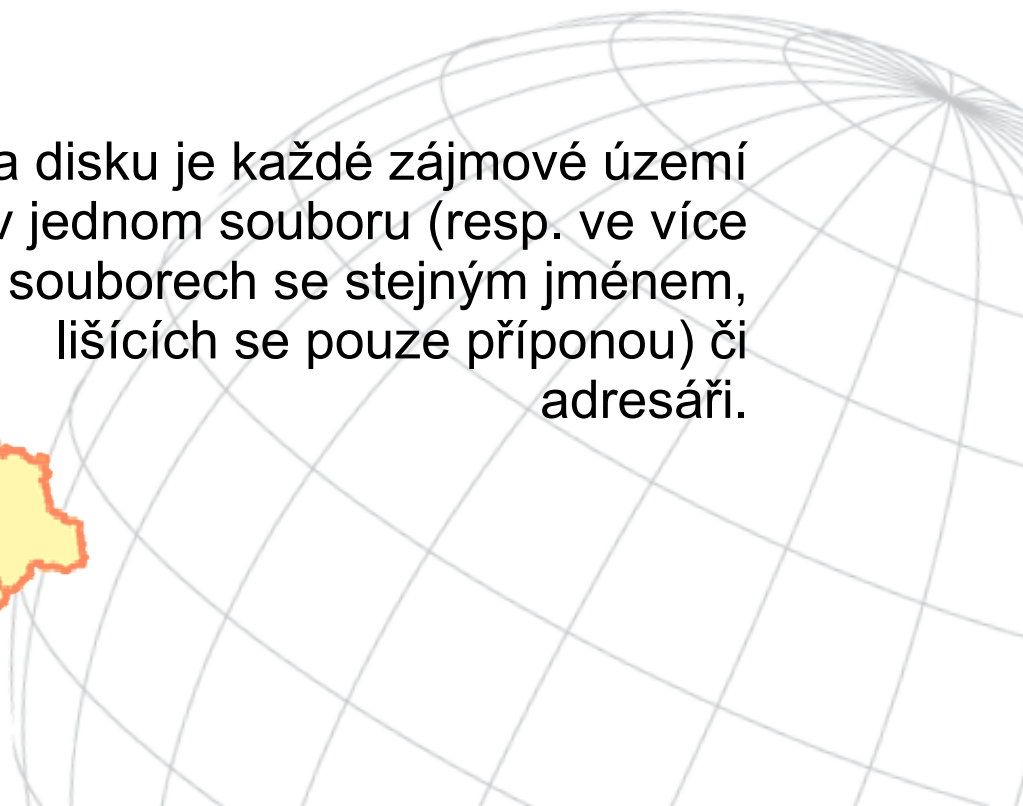 a disku je každé zájmové území
v jednom souboru (resp. ve více
souborech se stejným jménem,
lišících se pouze příponou) či
adresáři.